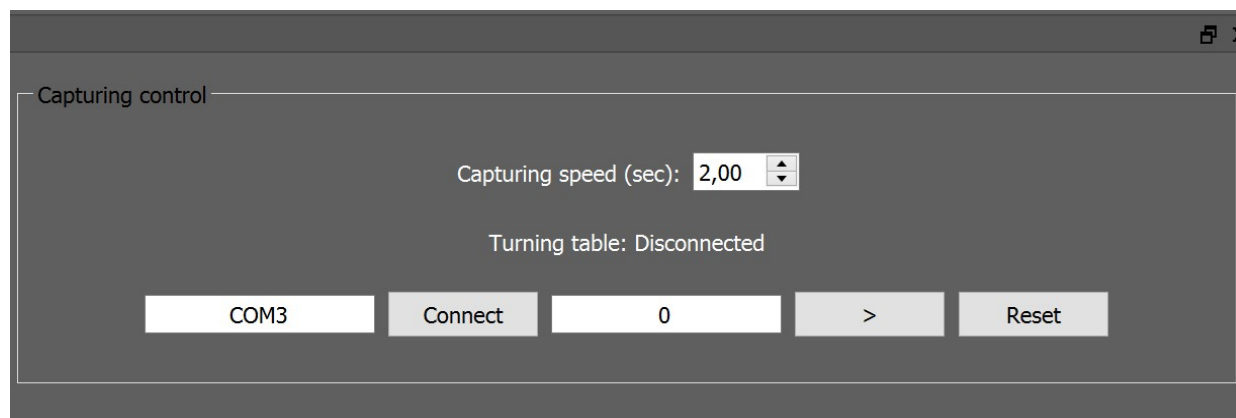 Capturing control
Capturing speed (sec): 2,00
Turning table: Disconnected
COM3 Connect 0 > Reset